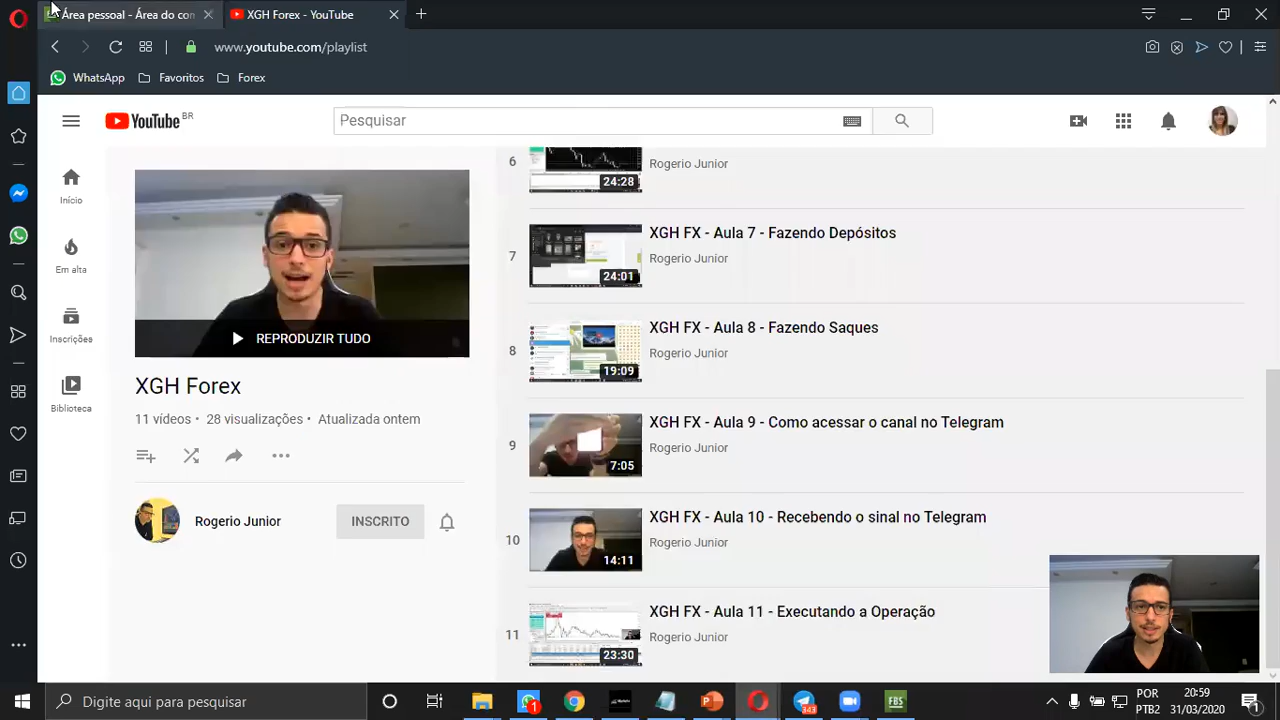 Área pessoal - Área do con
XGH Forex - YouTube
www.youtube.com/playlist
WhatsApp
Favoritos
Forex
YouTube BR
Pesquisar
Início
Em alta
Inscrições
Biblioteca
REPRODUZIR TUDO
XGH Forex
11 vídeos • 28 visualizações • Atualizada ontem
Rogerio Junior
INSCRITO
6
24:28
Rogerio Junior
7
24:01
XGH FX - Aula 7 - Fazendo Depósitos
Rogerio Junior
8
19:09
XGH FX - Aula 8 - Fazendo Saques
Rogerio Junior
9
7:05
XGH FX - Aula 9 - Como acessar o canal no Telegram
Rogerio Junior
10
14:11
XGH FX - Aula 10 - Recebendo o sinal no Telegram
Rogerio Junior
11
23:30
XGH FX - Aula 11 - Executando a Operação
Rogerio Junior
Digite aqui para pesquisar
1
343
FBS
POR
PTB2
20:59
31/03/2020
1